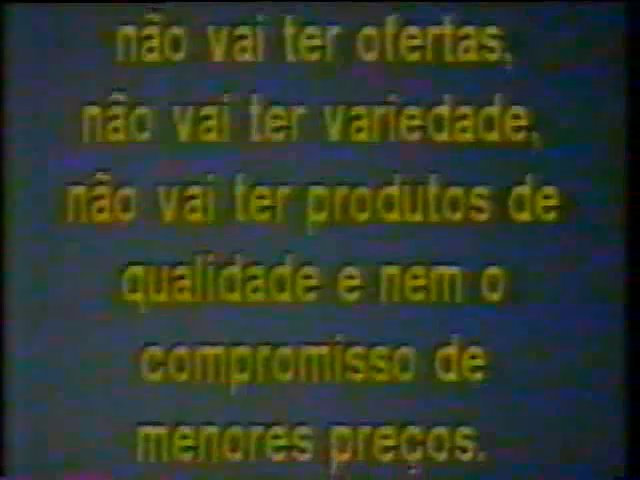 não vai ter ofertas,
não vai ter variedade,
não vai ter produtos de
qualidade e nem o
compromisso de
menores preços.